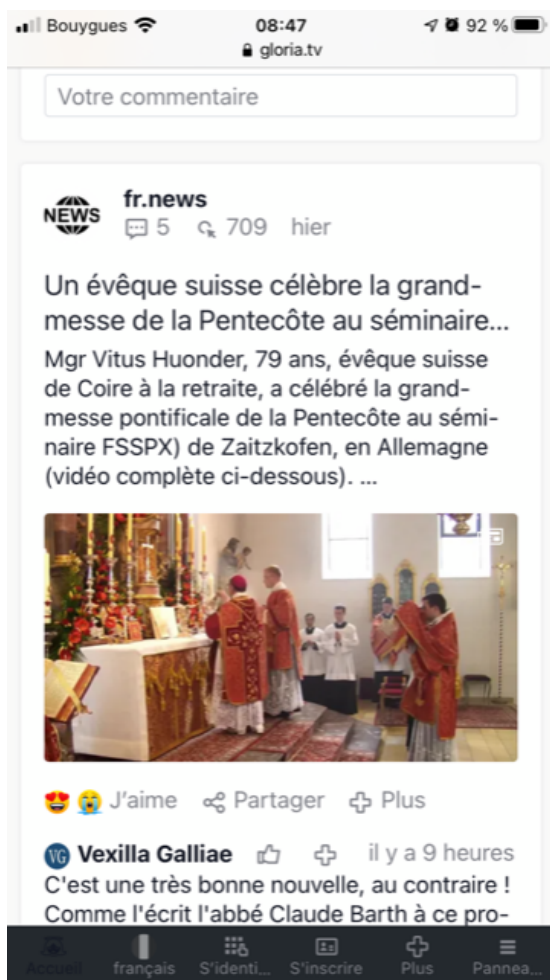 Bouygues 08:47 92 %
gloria.tv
Votre commentaire
NEWS fr.news
5 709 hier
Un évêque suisse célèbre la grand-
messe de la Pentecôte au séminaire...
Mgr Vitus Huonder, 79 ans, évêque suisse
de Coire à la retraite, a célébré la grand-
messe pontificale de la Pentecôte au sémi-
naire FSSPX) de Zaitzkofen, en Allemagne
(vidéo complète ci-dessous). ...
J'aime Partager Plus
VG Vexilla Galliae il y a 9 heures
C'est une très bonne nouvelle, au contraire !
Comme l'écrit l'abbé Claude Barth à ce pro-
Accueil français S'identi... S'inscrire Plus Pannea...